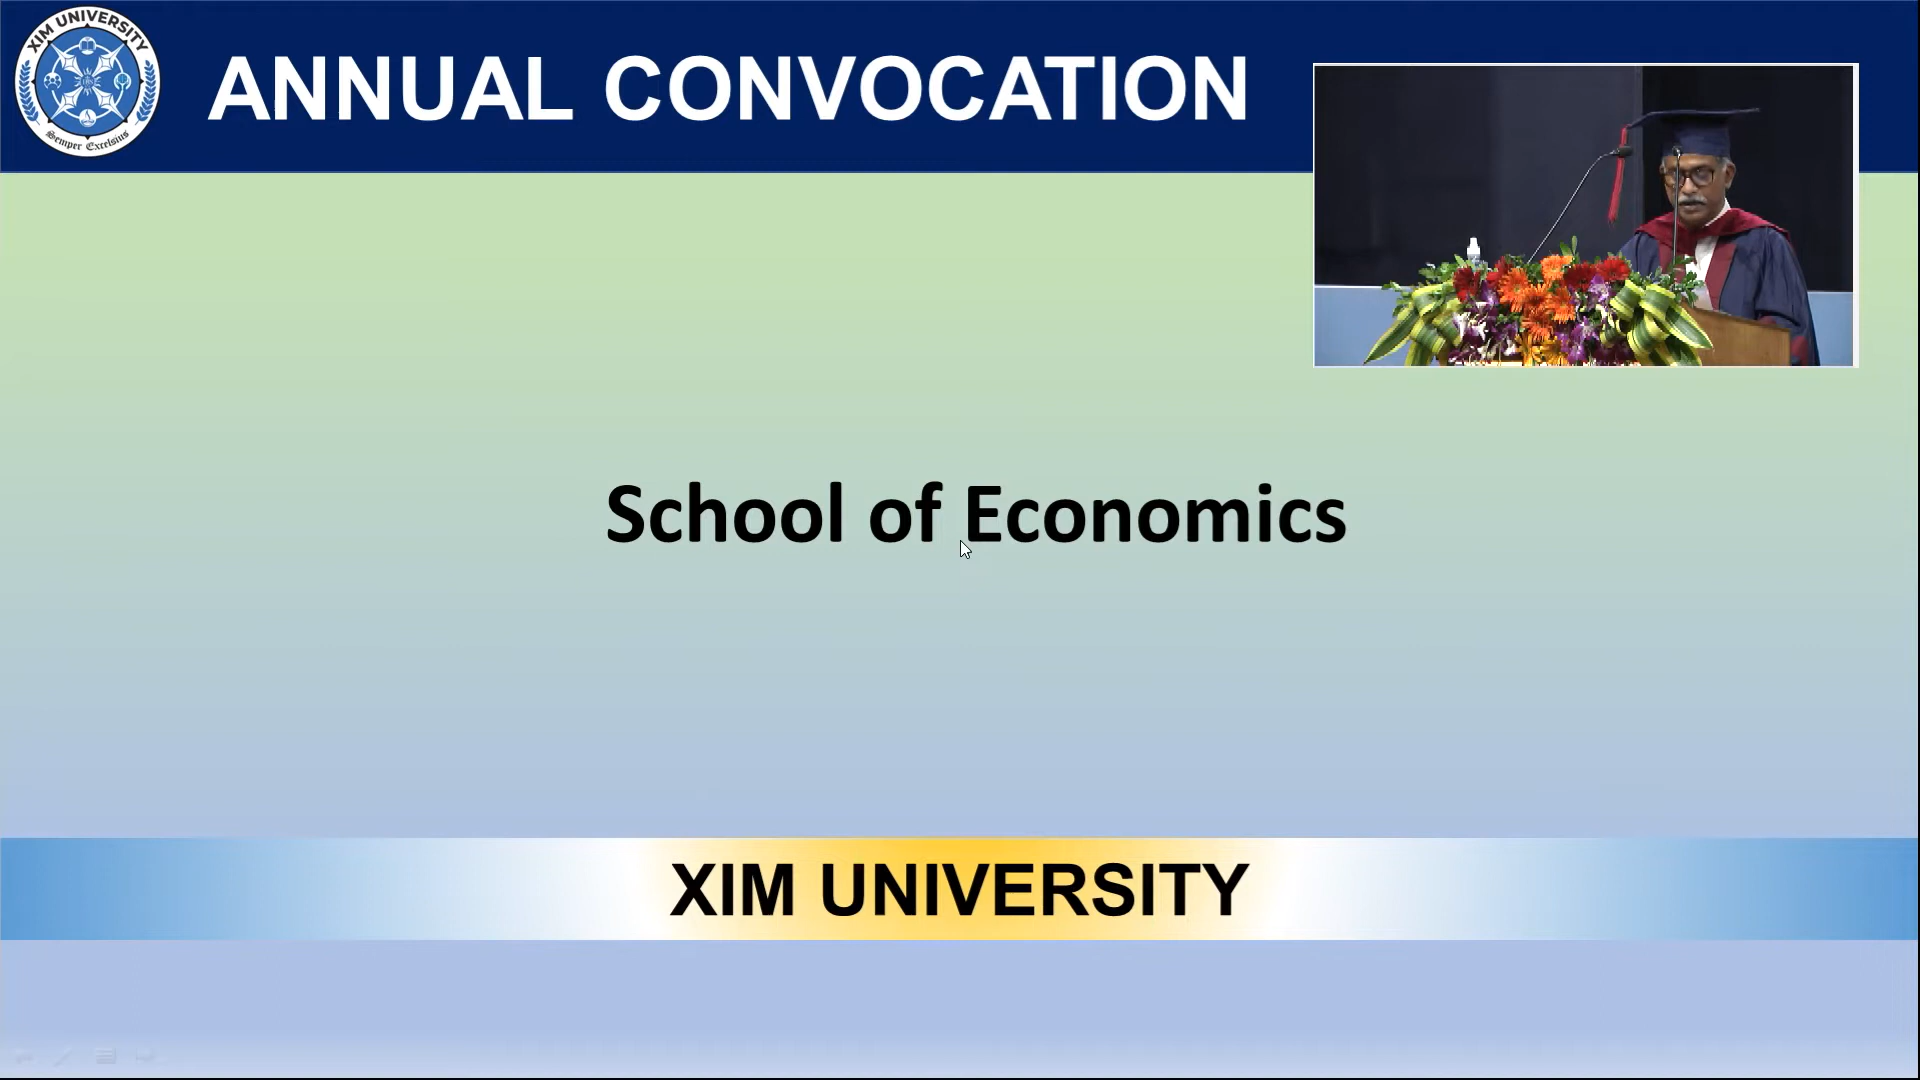 XIM UNIVERSITY
Semper Excelsius
ANNUAL CONVOCATION
School of Economics
XIM UNIVERSITY